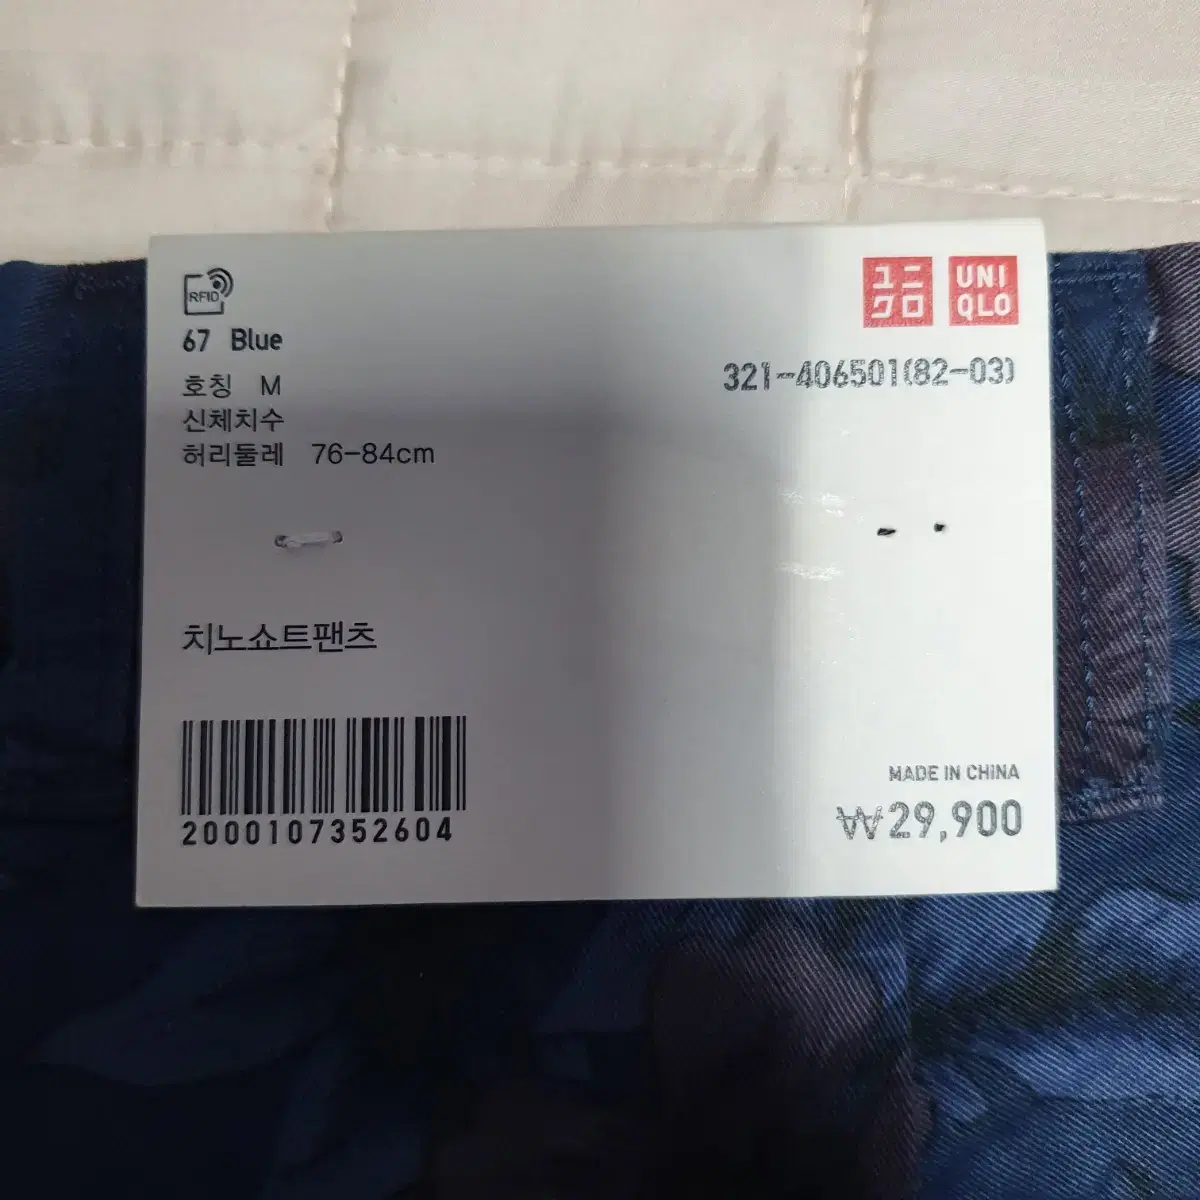 RFID
67 Blue
호칭 M
신체치수
허리둘레 76-84cm
ユニ
クロ
UNI
QLO
321-406501(82-03)
치노쇼트팬츠
2000107352604
MADE IN CHINA
₩29,900